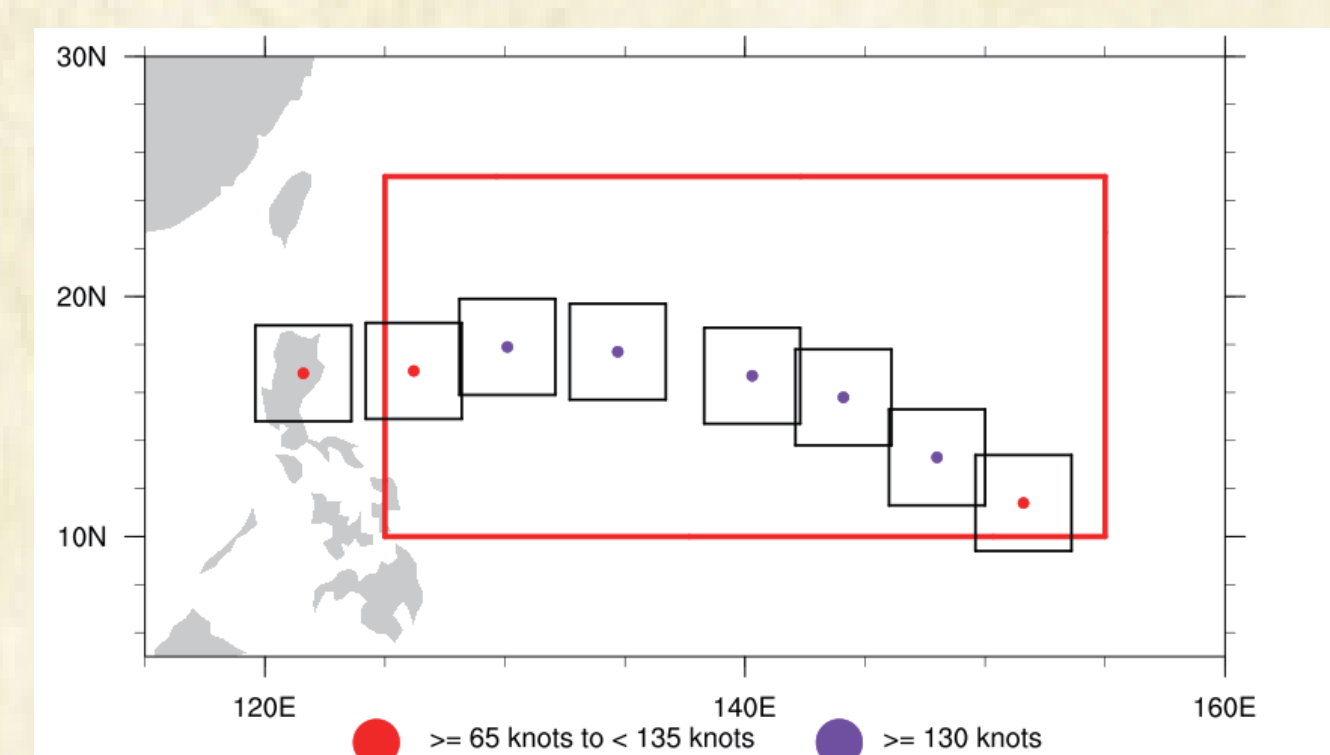 30N
20N
10N
120E 140E 160E
>= 65 knots to < 135 knots >= 130 knots